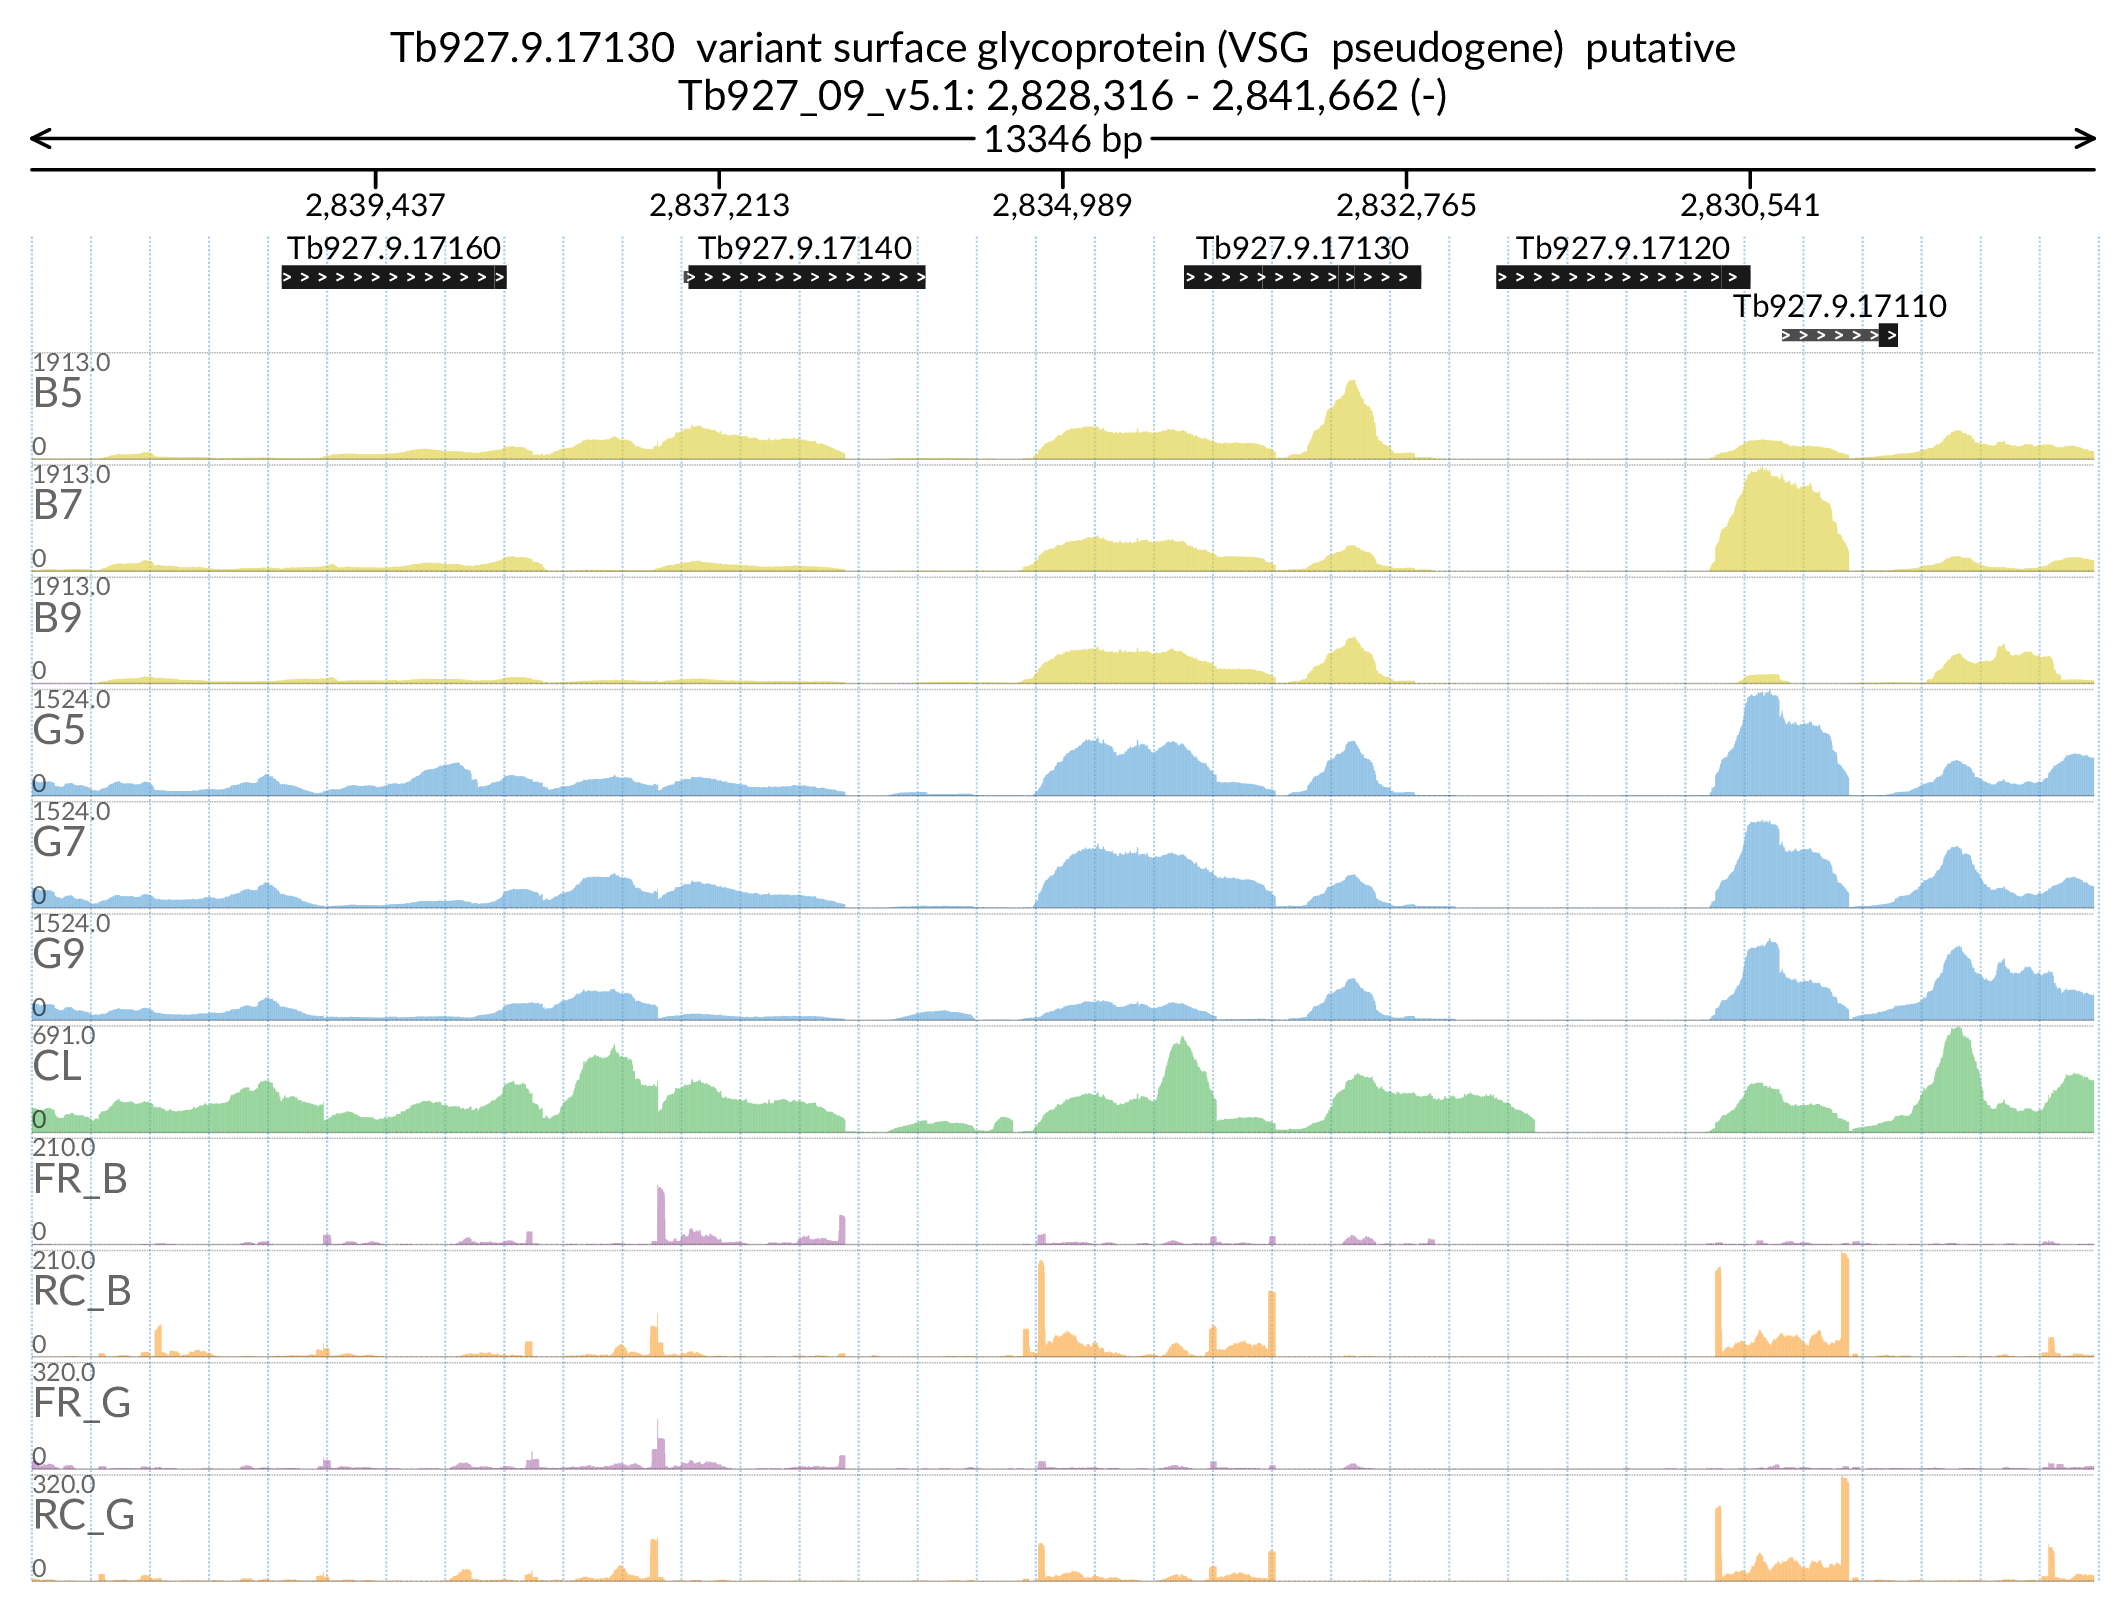 Tb927.9.17130 variant surface glycoprotein (VSG pseudogene) putative
Tb927_09_v5.1: 2,828,316 - 2,841,662 (-)
13346 bp
2,839,437 2,837,213 2,834,989 2,832,765 2,830,541
Tb927.9.17160 Tb927.9.17140 Tb927.9.17130 Tb927.9.17120
Tb927.9.17110
1913.0
B5
0
1913.0
B7
0
1913.0
B9
0
1524.0
G5
0
1524.0
G7
0
1524.0
G9
0
691.0
CL
0
210.0
FR_B
0
210.0
RC_B
0
320.0
FR_G
0
320.0
RC_G
0